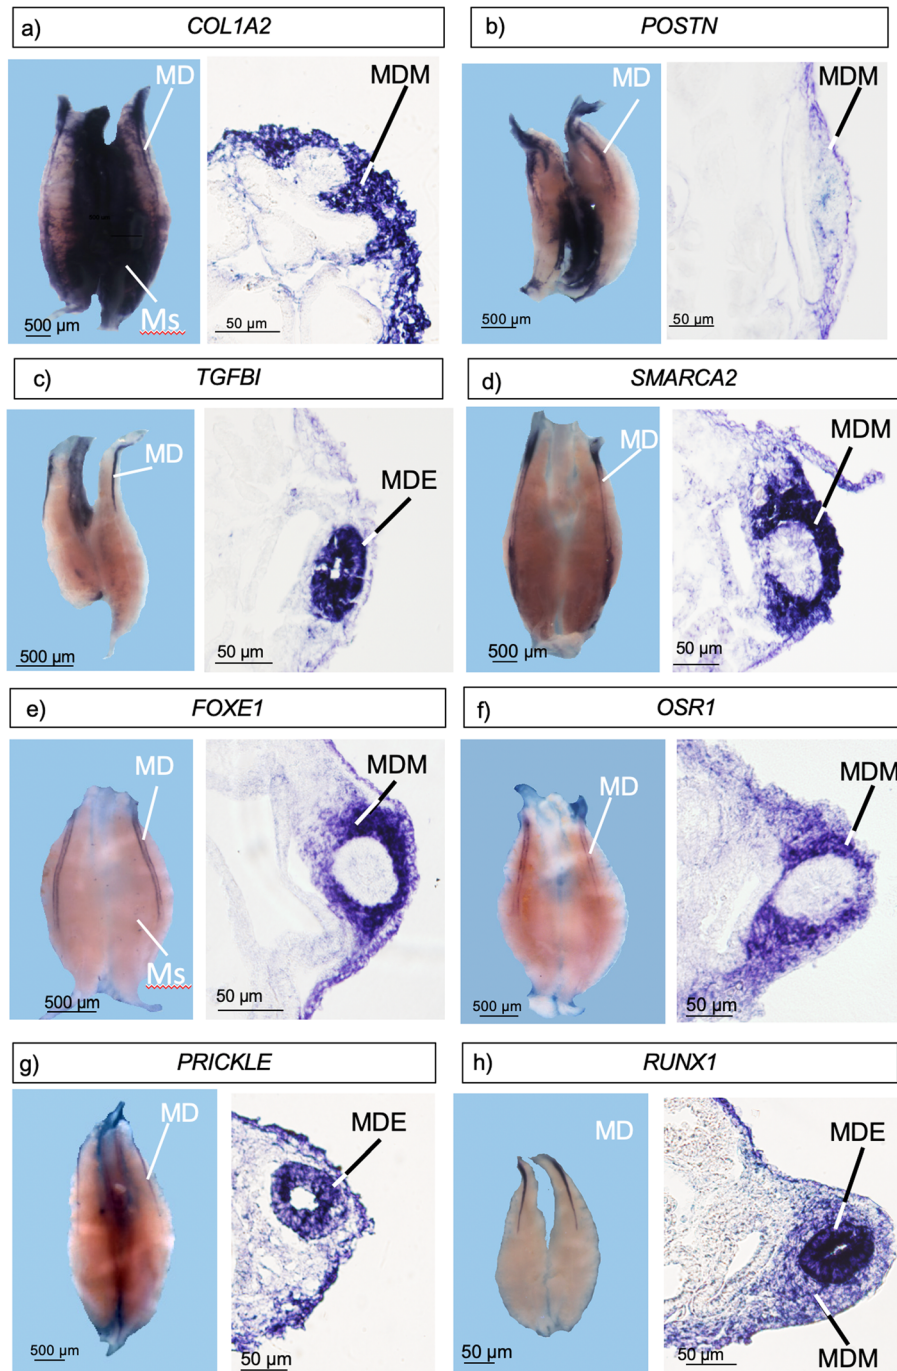 a) COL1A2
MD
MDM
Ms
500 µm
50 µm
b) POSTN
MD
MDM
500 µm
50 µm
c) TGFBI
MD
MDE
500 µm
50 µm
d) SMARCA2
MD
MDM
500 µm
50 µm
e) FOXE1
MD
MDM
Ms
500 µm
50 µm
f) OSR1
MD
MDM
500 µm
50 µm
g) PRICKLE
MD
MDE
500 µm
50 µm
h) RUNX1
MD
MDE
50 µm
50 µm
MDM